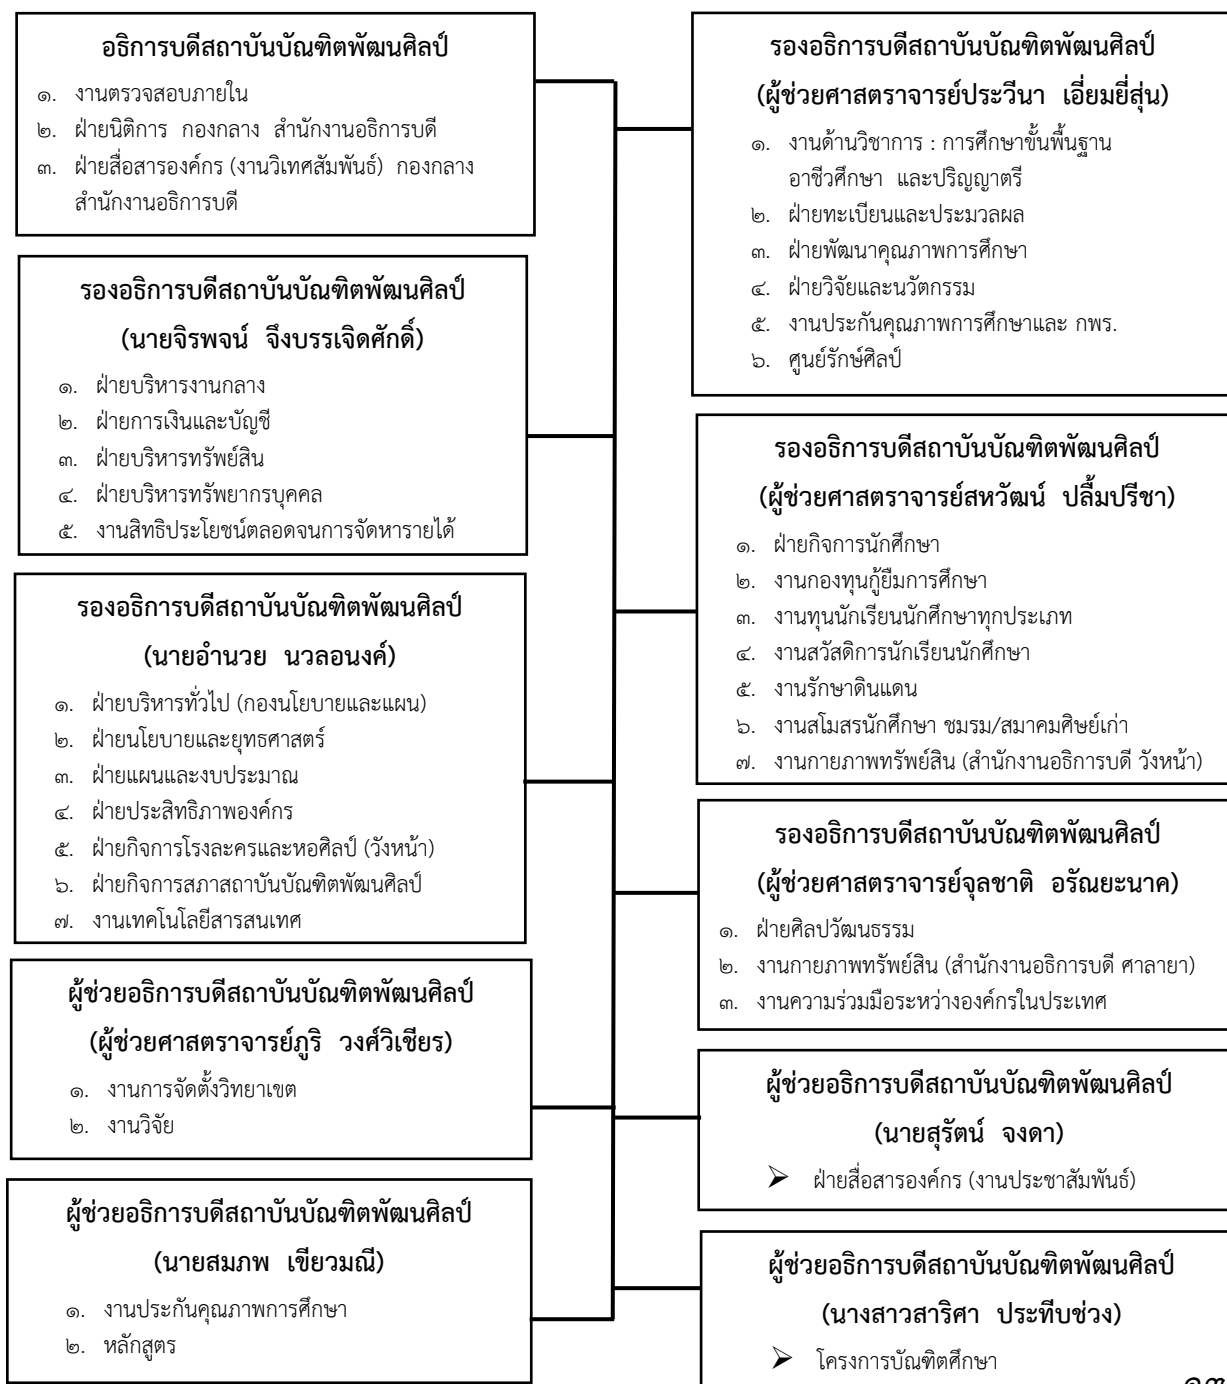 อธิการบดีสถาบันบัณฑิตพัฒนศิลป์
๑. งานตรวจสอบภายใน
๒. ฝ่ายนิติการ กองกลาง สำนักงานอธิการบดี
๓. ฝ่ายสื่อสารองค์กร (งานวิเทศสัมพันธ์) กองกลาง
สำนักงานอธิการบดี
รองอธิการบดีสถาบันบัณฑิตพัฒนศิลป์
(ผู้ช่วยศาสตราจารย์ประวีนา เอี่ยมยี่สุ่น)
๑. งานด้านวิชาการ : การศึกษาขั้นพื้นฐาน
อาชีวศึกษา และปริญญาตรี
๒. ฝ่ายทะเบียนและประมวลผล
๓. ฝ่ายพัฒนาคุณภาพการศึกษา
๔. ฝ่ายวิจัยและนวัตกรรม
๕. งานประกันคุณภาพการศึกษาและ กพร.
๖. ศูนย์รักษ์ศิลป์
รองอธิการบดีสถาบันบัณฑิตพัฒนศิลป์
(นายจิรพจน์ จึงบรรเจิดศักดิ์)
๑. ฝ่ายบริหารงานกลาง
๒. ฝ่ายการเงินและบัญชี
๓. ฝ่ายบริหารทรัพย์สิน
๔. ฝ่ายบริหารทรัพยากรบุคคล
๕. งานสิทธิประโยชน์ตลอดจนการจัดหารายได้
รองอธิการบดีสถาบันบัณฑิตพัฒนศิลป์
(ผู้ช่วยศาสตราจารย์สหวัฒน์ ปลื้มปรีชา)
๑. ฝ่ายกิจการนักศึกษา
๒. งานกองทุนกู้ยืมการศึกษา
๓. งานทุนนักเรียนนักศึกษาทุกประเภท
๔. งานสวัสดิการนักเรียนนักศึกษา
๕. งานรักษาดินแดน
๖. งานสโมสรนักศึกษา ชมรม/สมาคมศิษย์เก่า
๗. งานกายภาพทรัพย์สิน (สำนักงานอธิการบดี วังหน้า)
รองอธิการบดีสถาบันบัณฑิตพัฒนศิลป์
(นายอำนวย นวลอนงค์)
๑. ฝ่ายบริหารทั่วไป (กองนโยบายและแผน)
๒. ฝ่ายนโยบายและยุทธศาสตร์
๓. ฝ่ายแผนและงบประมาณ
๔. ฝ่ายประสิทธิภาพองค์กร
๕. ฝ่ายกิจการโรงละครและหอศิลป์ (วังหน้า)
๖. ฝ่ายกิจการสภาสถาบันบัณฑิตพัฒนศิลป์
๗. งานเทคโนโลยีสารสนเทศ
รองอธิการบดีสถาบันบัณฑิตพัฒนศิลป์
(ผู้ช่วยศาสตราจารย์จุลชาติ อรัณยะนาค)
๑. ฝ่ายศิลปวัฒนธรรม
๒. งานกายภาพทรัพย์สิน (สำนักงานอธิการบดี ศาลายา)
๓. งานความร่วมมือระหว่างองค์กรในประเทศ
ผู้ช่วยอธิการบดีสถาบันบัณฑิตพัฒนศิลป์
(ผู้ช่วยศาสตราจารย์ภูริ วงศ์วิเชียร)
๑. งานการจัดตั้งวิทยาเขต
๒. งานวิจัย
ผู้ช่วยอธิการบดีสถาบันบัณฑิตพัฒนศิลป์
(นายสุรัตน์ จงดา)
➢ ฝ่ายสื่อสารองค์กร (งานประชาสัมพันธ์)
ผู้ช่วยอธิการบดีสถาบันบัณฑิตพัฒนศิลป์
(นายสมภพ เขียวมณี)
๑. งานประกันคุณภาพการศึกษา
๒. หลักสูตร
ผู้ช่วยอธิการบดีสถาบันบัณฑิตพัฒนศิลป์
(นางสาวสาริศา ประทีบช่วง)
➢ โครงการบัณฑิตศึกษา